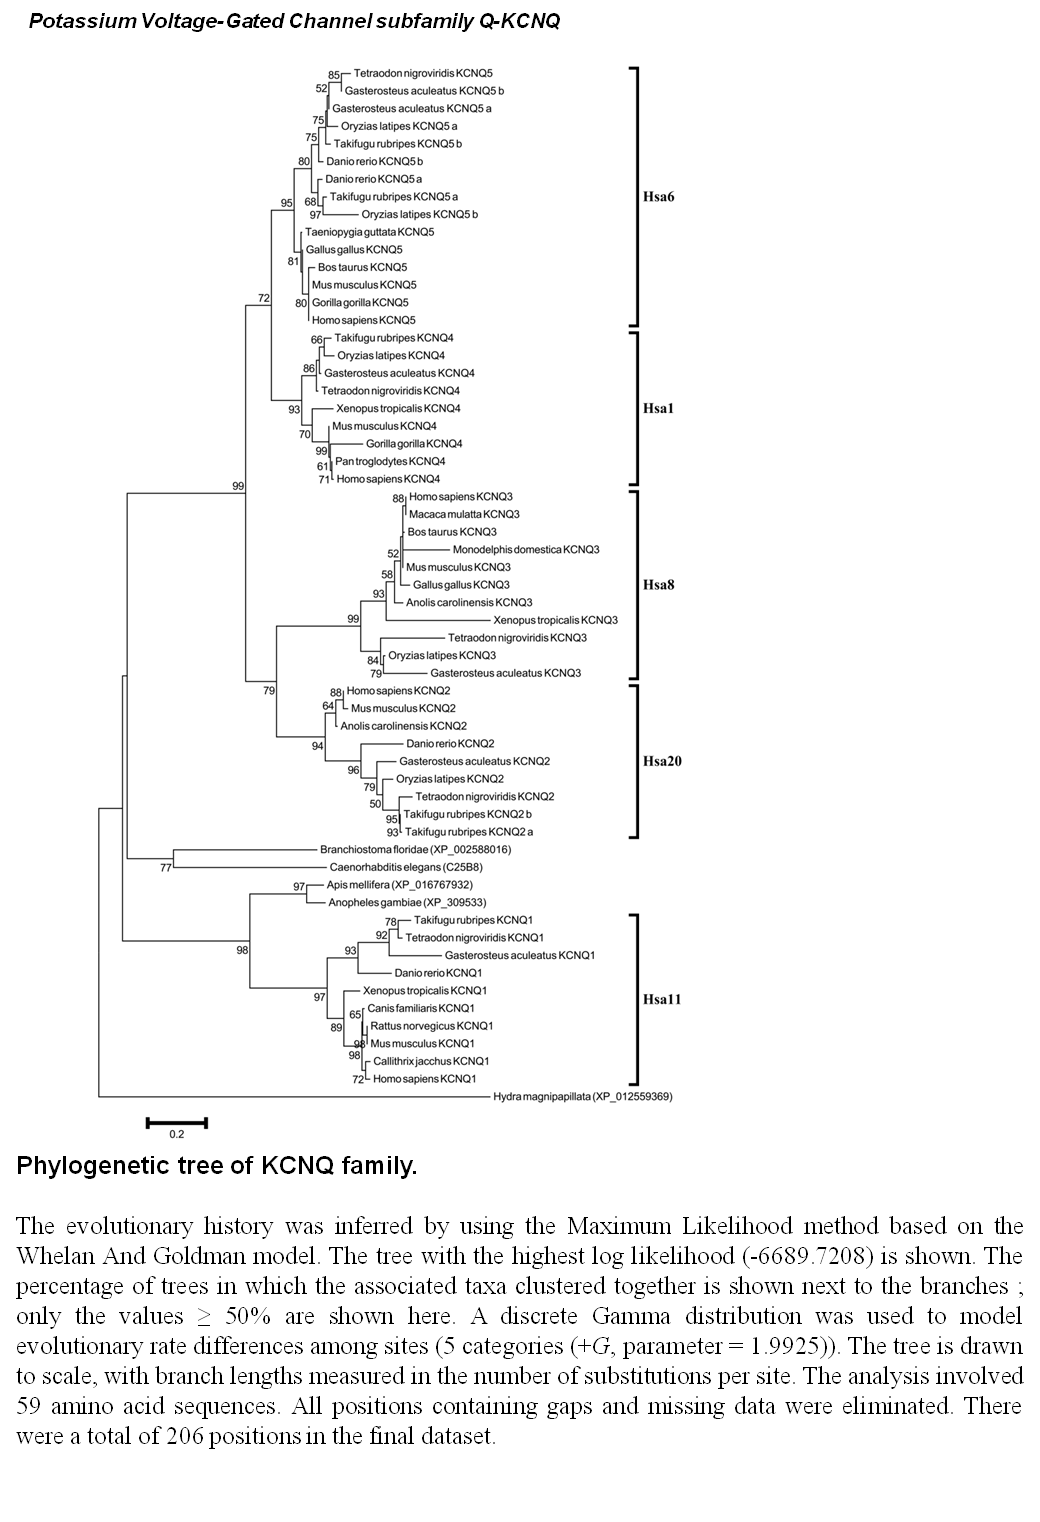 Potassium Voltage-Gated Channel subfamily Q-KCNQ
85
Tetraodon nigroviridis KCNQ5
52
Gasterosteus aculeatus KCNQ5 b
Gasterosteus aculeatus KCNQ5 a
75
Oryzias latipes KCNQ5 a
75
Takifugu rubripes KCNQ5 b
80
Danio rerio KCNQ5 b
Danio rerio KCNQ5 a
95
68
Takifugu rubripes KCNQ5 a
Hsa6
97
Oryzias latipes KCNQ5 b
Taeniopygia guttata KCNQ5
Gallus gallus KCNQ5
81
Bos taurus KCNQ5
Mus musculus KCNQ5
72
80
Gorilla gorilla KCNQ5
Homo sapiens KCNQ5
66
Takifugu rubripes KCNQ4
Oryzias latipes KCNQ4
86
Gasterosteus aculeatus KCNQ4
Tetraodon nigroviridis KCNQ4
93
Xenopus tropicalis KCNQ4
Hsa1
70
Mus musculus KCNQ4
99
Gorilla gorilla KCNQ4
61
Pan troglodytes KCNQ4
71
Homo sapiens KCNQ4
99
88
Homo sapiens KCNQ3
Macaca mulatta KCNQ3
Bos taurus KCNQ3
52
Monodelphis domestica KCNQ3
58
Mus musculus KCNQ3
Gallus gallus KCNQ3
Hsa8
93
Anolis carolinensis KCNQ3
99
Xenopus tropicalis KCNQ3
Tetraodon nigroviridis KCNQ3
84
Oryzias latipes KCNQ3
79
Gasterosteus aculeatus KCNQ3
79
88
Homo sapiens KCNQ2
64
Mus musculus KCNQ2
Anolis carolinensis KCNQ2
94
Danio rerio KCNQ2
96
Gasterosteus aculeatus KCNQ2
Hsa20
79
Oryzias latipes KCNQ2
50
Tetraodon nigroviridis KCNQ2
95
Takifugu rubripes KCNQ2 b
93
Takifugu rubripes KCNQ2 a
Branchiostoma floridae (XP_002588016)
77
Caenorhabditis elegans (C25B8)
97
Apis mellifera (XP_016767932)
Anopheles gambiae (XP_309533)
78
Takifugu rubripes KCNQ1
92
Tetraodon nigroviridis KCNQ1
98
93
Gasterosteus aculeatus KCNQ1
Danio rerio KCNQ1
97
Xenopus tropicalis KCNQ1
Hsa11
65
Canis familiaris KCNQ1
89
Rattus norvegicus KCNQ1
98
Mus musculus KCNQ1
98
Callithrix jacchus KCNQ1
72
Homo sapiens KCNQ1
Hydra magnipapillata (XP_012559369)
0.2
Phylogenetic tree of KCNQ family.
The evolutionary history was inferred by using the Maximum Likelihood method based on the
Whelan And Goldman model. The tree with the highest log likelihood (-6689.7208) is shown. The
percentage of trees in which the associated taxa clustered together is shown next to the branches ;
only the values ≥ 50% are shown here. A discrete Gamma distribution was used to model
evolutionary rate differences among sites (5 categories (+G, parameter = 1.9925)). The tree is drawn
to scale, with branch lengths measured in the number of substitutions per site. The analysis involved
59 amino acid sequences. All positions containing gaps and missing data were eliminated. There
were a total of 206 positions in the final dataset.